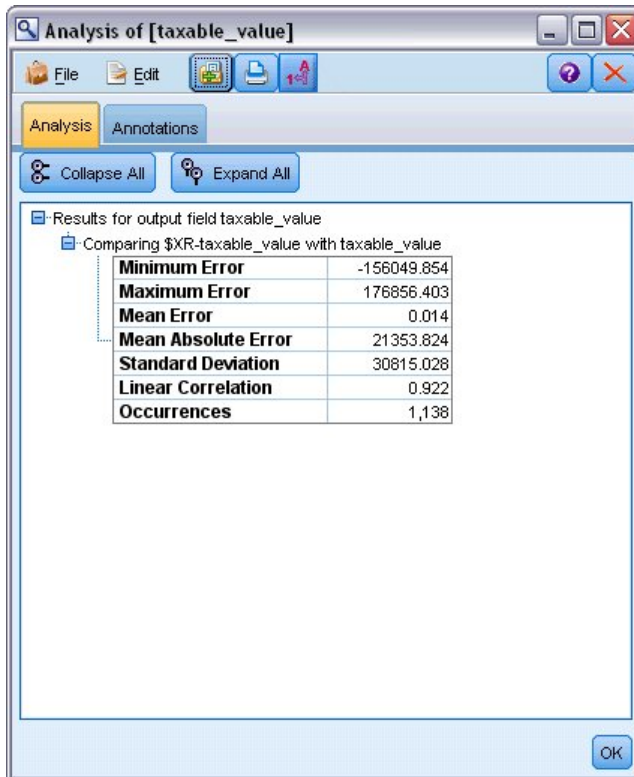 Analysis of [taxable_value]
File Edit
Analysis Annotations
Collapse All Expand All
Results for output field taxable_value
Comparing $XR-taxable_value with taxable_value
Minimum Error -156049.854
Maximum Error 176856.403
Mean Error 0.014
Mean Absolute Error 21353.824
Standard Deviation 30815.028
Linear Correlation 0.922
Occurrences 1,138
OK